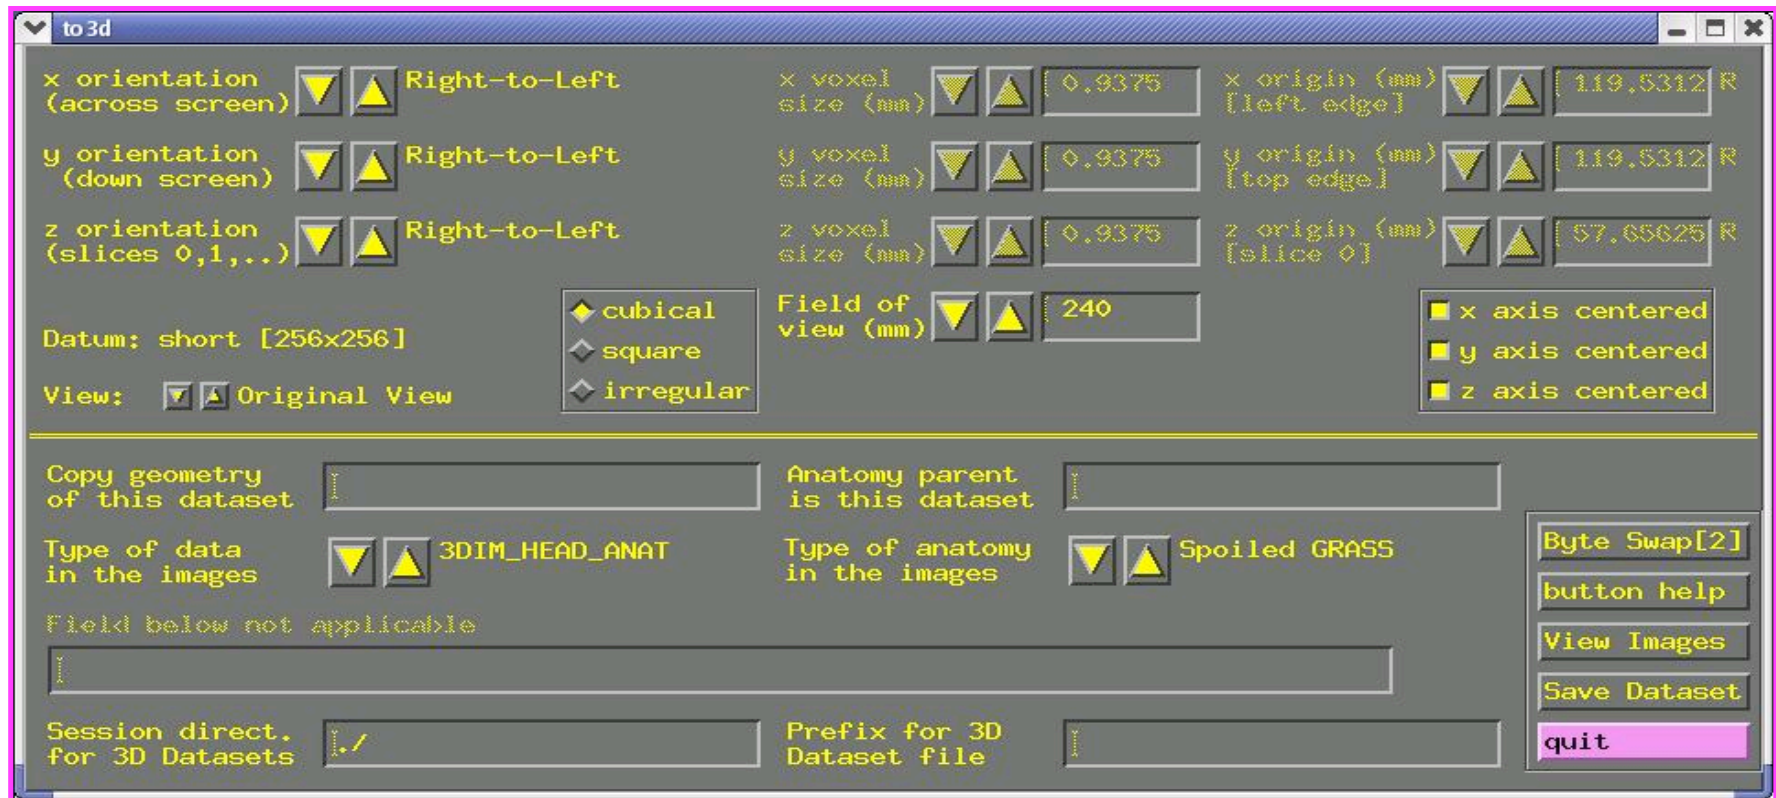 to3d
x orientation
(across screen)
Right-to-Left
x voxel
size (mm)
0.9375
x origin (mm)
[left edge]
119.5312 R
y orientation
(down screen)
Right-to-Left
y voxel
size (mm)
0.9375
y origin (mm)
[top edge]
119.5312 R
z orientation
(slices 0,1,..)
Right-to-Left
z voxel
size (mm)
0.9375
z origin (mm)
[slice 0]
57.65625 R
Datum: short [256x256]
View: Original View
cubical
square
irregular
Field of
view (mm)
240
x axis centered
y axis centered
z axis centered
Copy geometry
of this dataset
Anatomy parent
is this dataset
Type of data
in the images
3DIM_HEAD_ANAT
Type of anatomy
in the images
Spoiled GRASS
Field below not applicable
Session direct.
for 3D Datasets
./
Prefix for 3D
Dataset file
Byte Swap[2]
button help
View Images
Save Dataset
quit